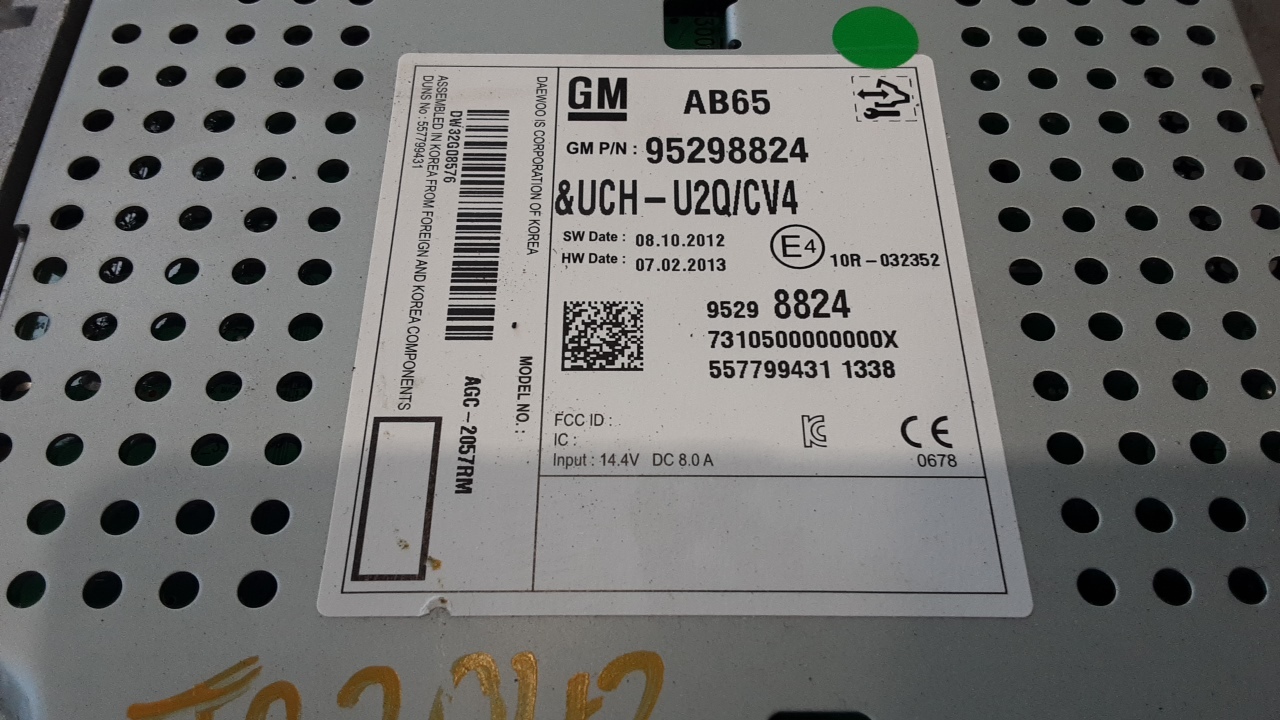 GM AB65
GM P/N : 95298824
&UCH-U2Q/CV4
SW Date : 08.10.2012
HW Date : 07.02.2013
E4
10R-032352
9529 8824
7310500000000X
557799431 1338
FCC ID :
IC :
Input : 14.4V DC 8.0 A
CE
0678
DAEWOO IS CORPORATION OF KOREA
MODEL NO. :
AGC-2057RM
DW32G08576
ASSEMBLED IN KOREA FROM FOREIGN AND KOREA COMPONENTS
DUNS No : 557799431